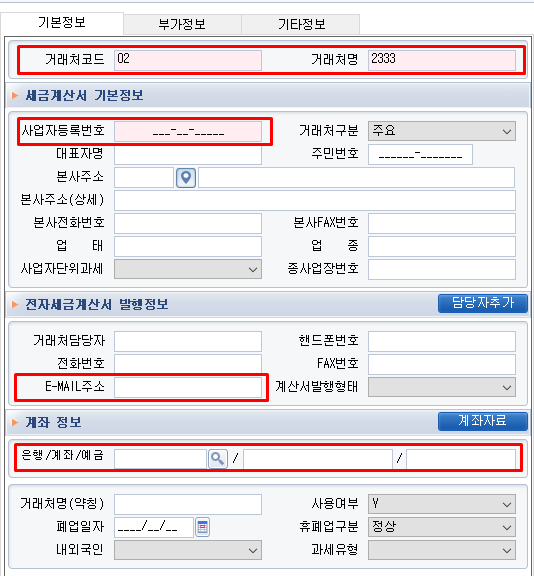 기본정보 부가정보 기타정보
거래처코드 02 거래처명 2333
세금계산서 기본정보
사업자등록번호 ___-__-_____ 거래처구분 주요
대표자명 주민번호 ______-_______
본사주소
본사주소(상세)
본사전화번호 본사FAX번호
업 태 업 종
사업자단위과세 종사업장번호
전자세금계산서 발행정보 담당자추가
거래처담당자 핸드폰번호
전화번호 FAX번호
E-MAIL주소 계산서발행형태
계좌 정보 계좌자료
은행/계좌/예금 / /
거래처명(약칭) 사용여부 Y
폐업일자 ____/__/__ 휴폐업구분 정상
내외국인 과세유형